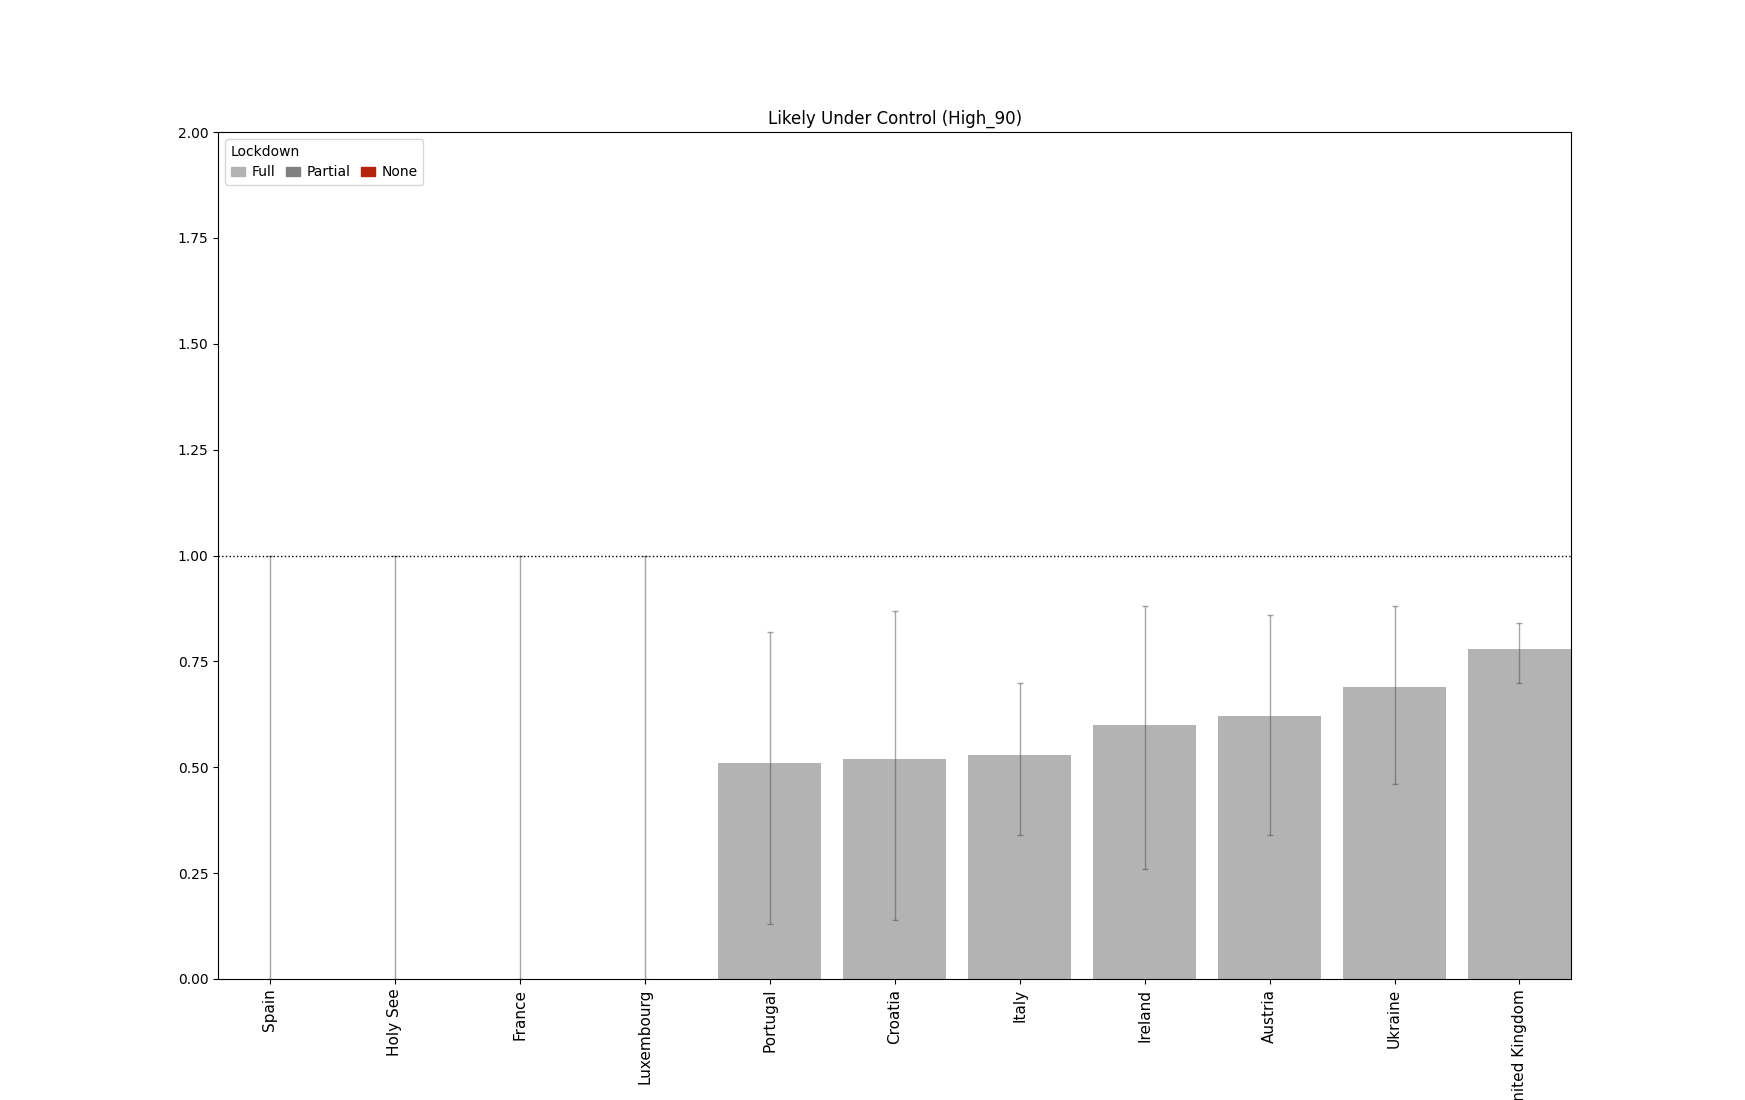 Likely Under Control (High_90)
2.00
Lockdown
Full Partial None
1.75
1.50
1.25
1.00
0.75
0.50
0.25
0.00
Spain
Holy See
France
Luxembourg
Portugal
Croatia
Italy
Ireland
Austria
Ukraine
nited Kingdom